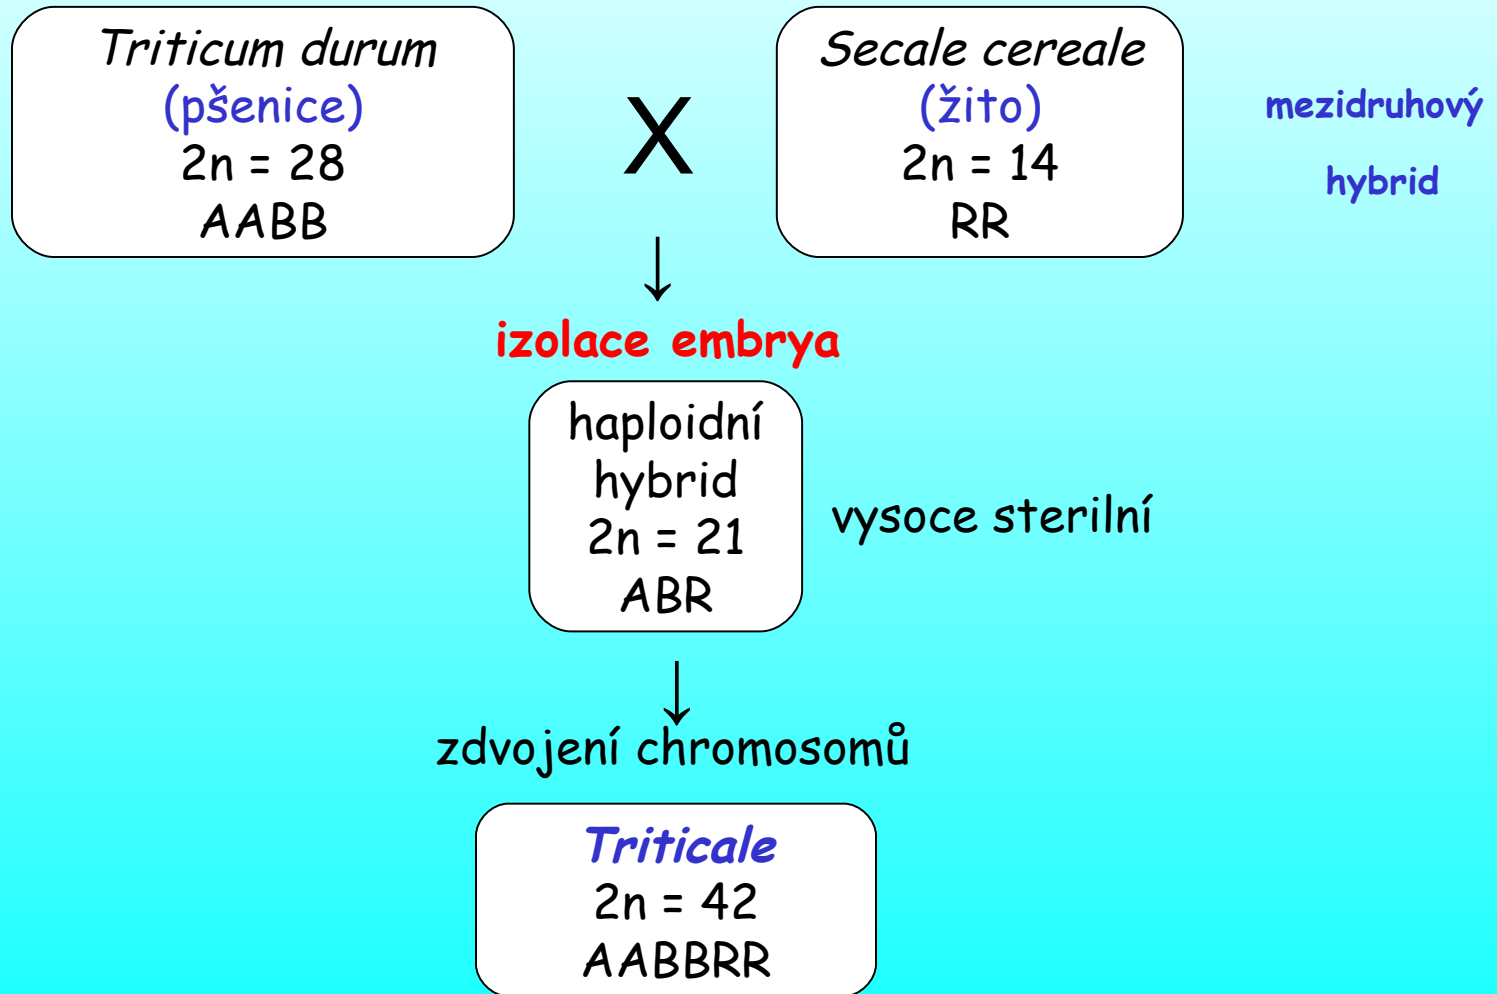 Triticum durum
(pšenice)
2n = 28
AABB
X
Secale cereale
(žito)
2n = 14
RR
mezidruhový
hybrid
↓
izolace embrya
haploidní
hybrid
2n = 21
ABR
vysoce sterilní
↓
zdvojení chromosomů
Triticale
2n = 42
AABBRR